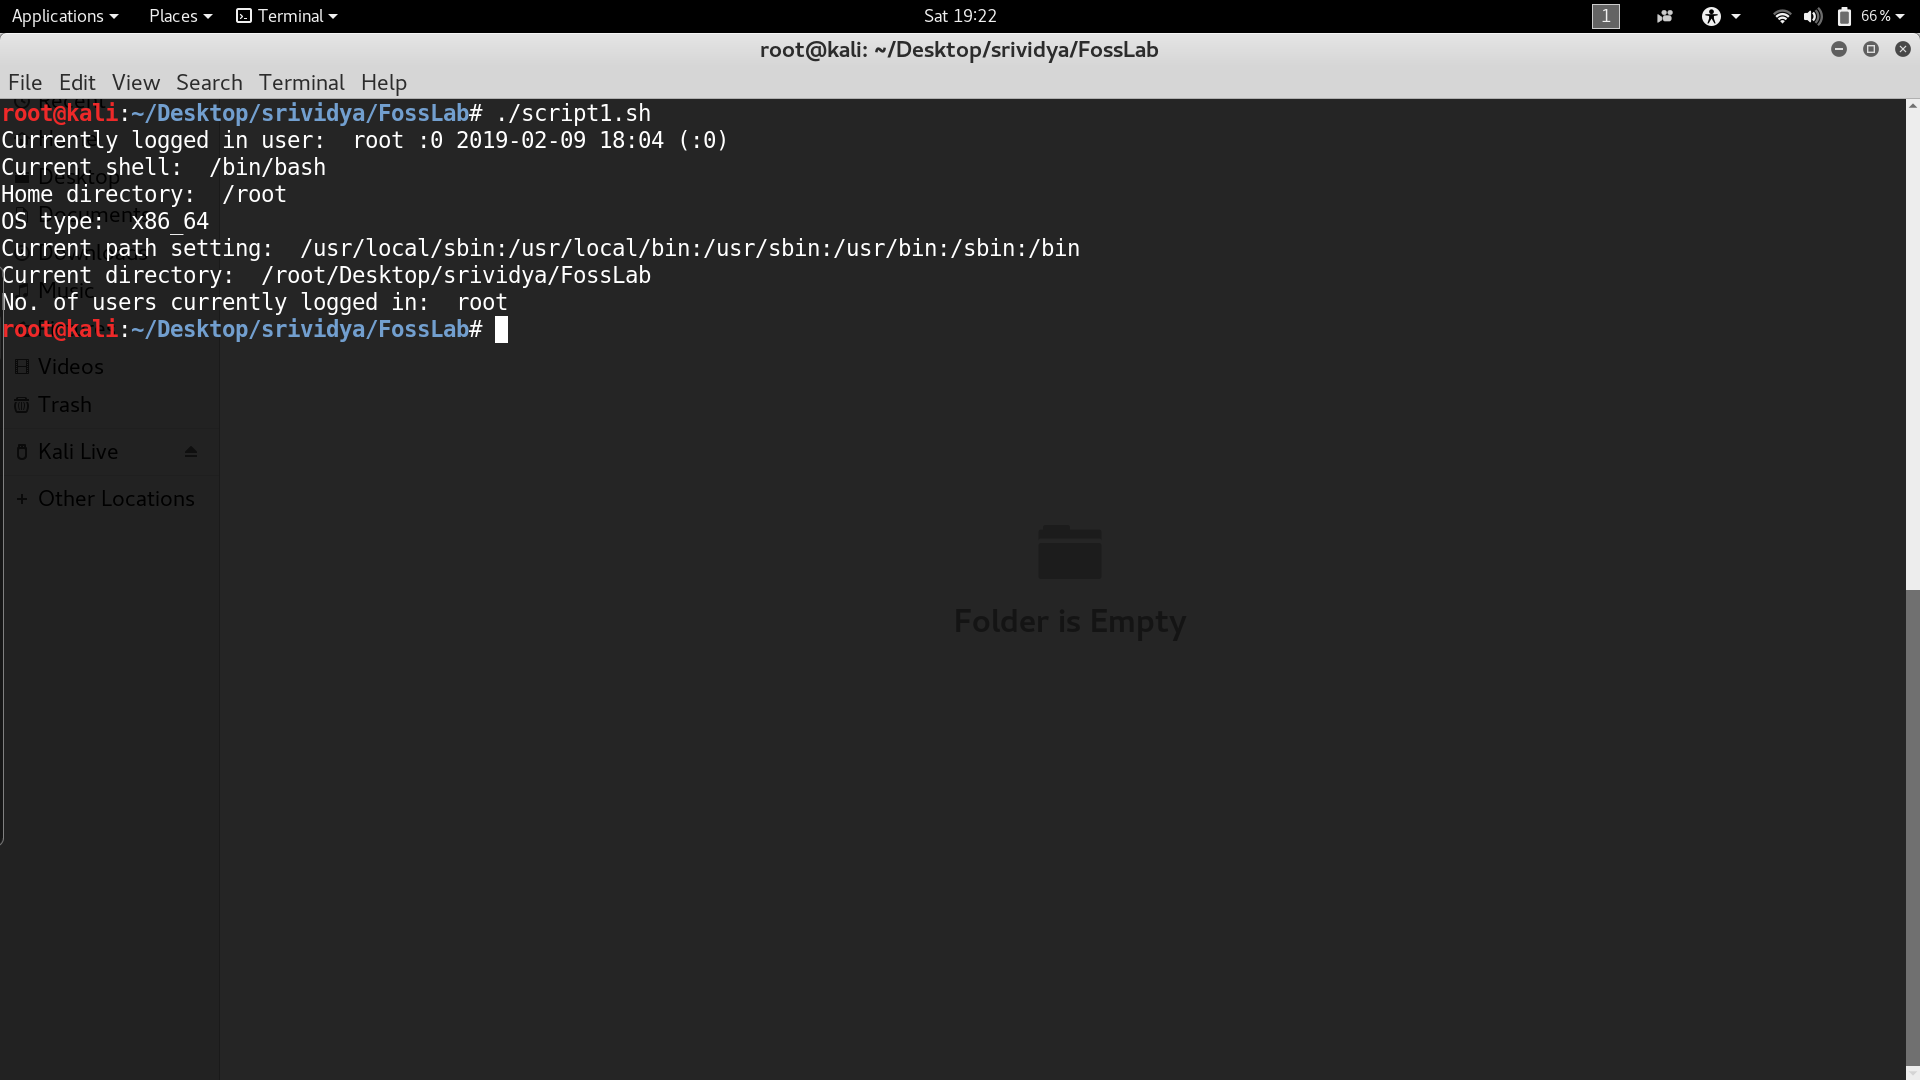 Applications Places Terminal Sat 19:22 1 66%
root@kali: ~/Desktop/srividya/FossLab
File Edit View Search Terminal Help
root@kali:~/Desktop/srividya/FossLab# ./script1.sh
Currently logged in user:  root :0 2019-02-09 18:04 (:0)
Current shell:  /bin/bash
Desktop
Home directory:  /root
Documents
OS type:  x86_64
Current path setting:  /usr/local/sbin:/usr/local/bin:/usr/sbin:/usr/bin:/sbin:/bin
Downloads
Current directory:  /root/Desktop/srividya/FossLab
Music
No. of users currently logged in:  root
root@kali:~/Desktop/srividya/FossLab#
Videos
Trash
Kali Live
+ Other Locations
Folder is Empty